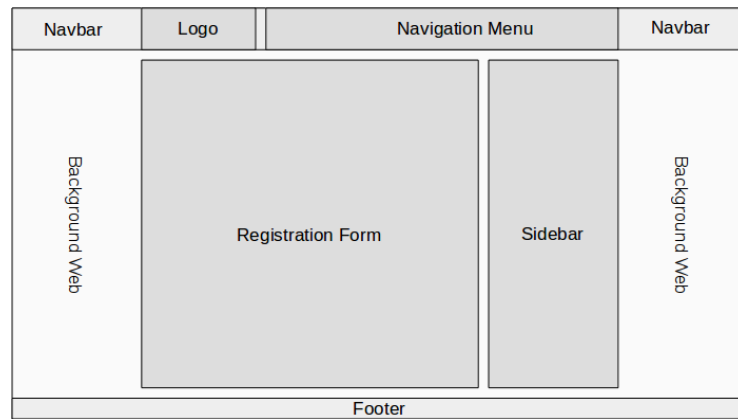 Navbar
Logo
Navigation Menu
Navbar
Background Web
Registration Form
Sidebar
Background Web
Footer